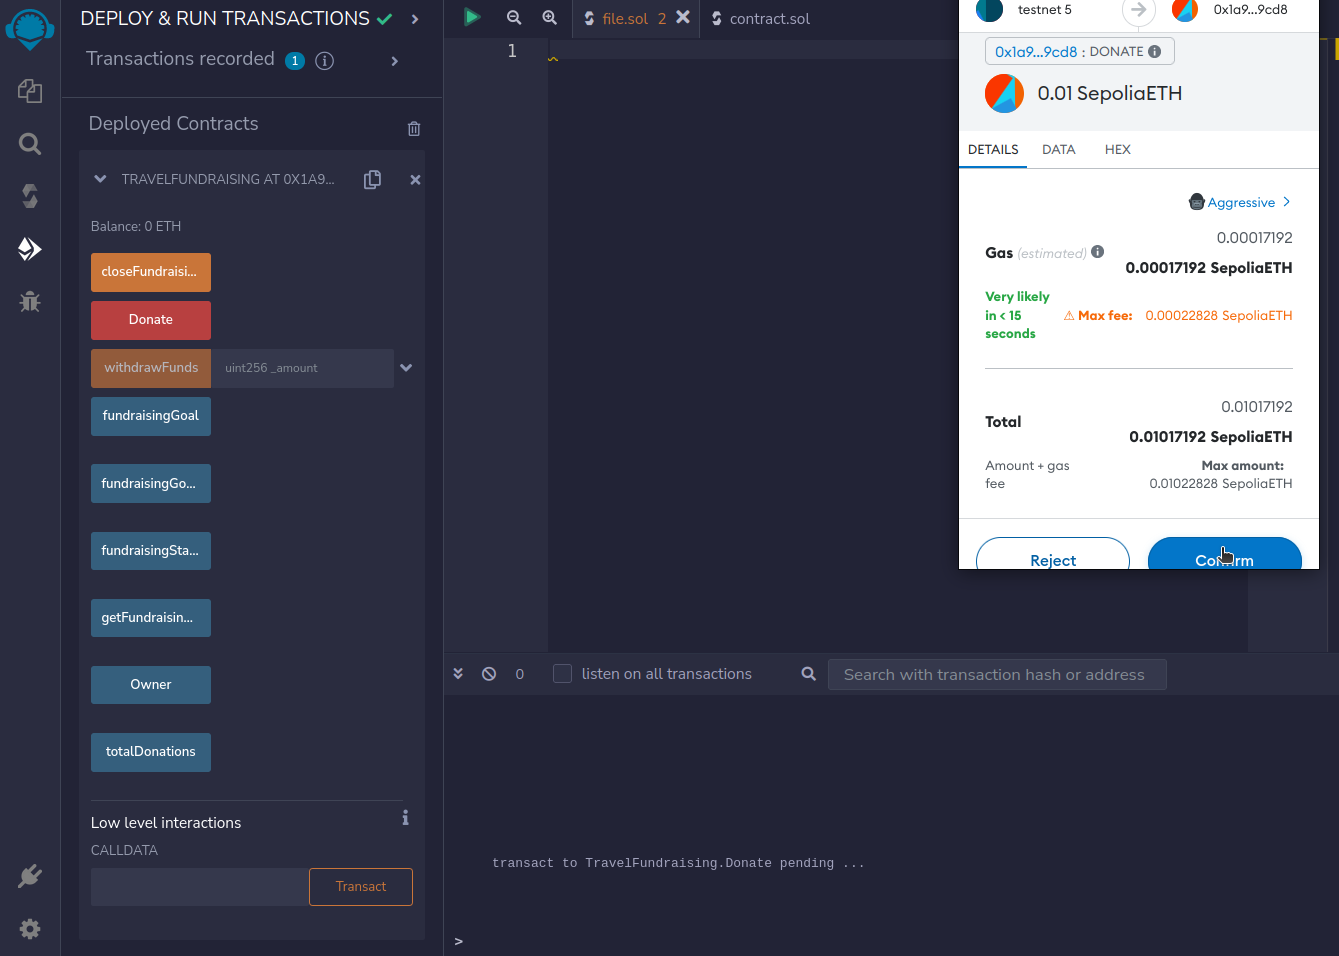 DEPLOY & RUN TRANSACTIONS
Transactions recorded 1 i
Deployed Contracts
TRAVELFUNDRAISING AT 0X1A9...
Balance: 0 ETH
closeFundraisi...
Donate
withdrawFunds uint256 _amount
fundraisingGoal
fundraisingGo...
fundraisingSta...
getFundraisin...
Owner
totalDonations
Low level interactions
CALLDATA
Transact
file.sol 2
contract.sol
1
testnet 5
0x1a9...9cd8
0x1a9...9cd8 : DONATE
0.01 SepoliaETH
DETAILS DATA HEX
Aggressive
0.00017192
Gas (estimated)
0.00017192 SepoliaETH
Very likely
in < 15
seconds
Max fee: 0.00022828 SepoliaETH
0.01017192
Total
0.01017192 SepoliaETH
Amount + gas
fee
Max amount:
0.01022828 SepoliaETH
Reject
Confirm
0 listen on all transactions
Search with transaction hash or address
transact to TravelFundraising.Donate pending ...
>